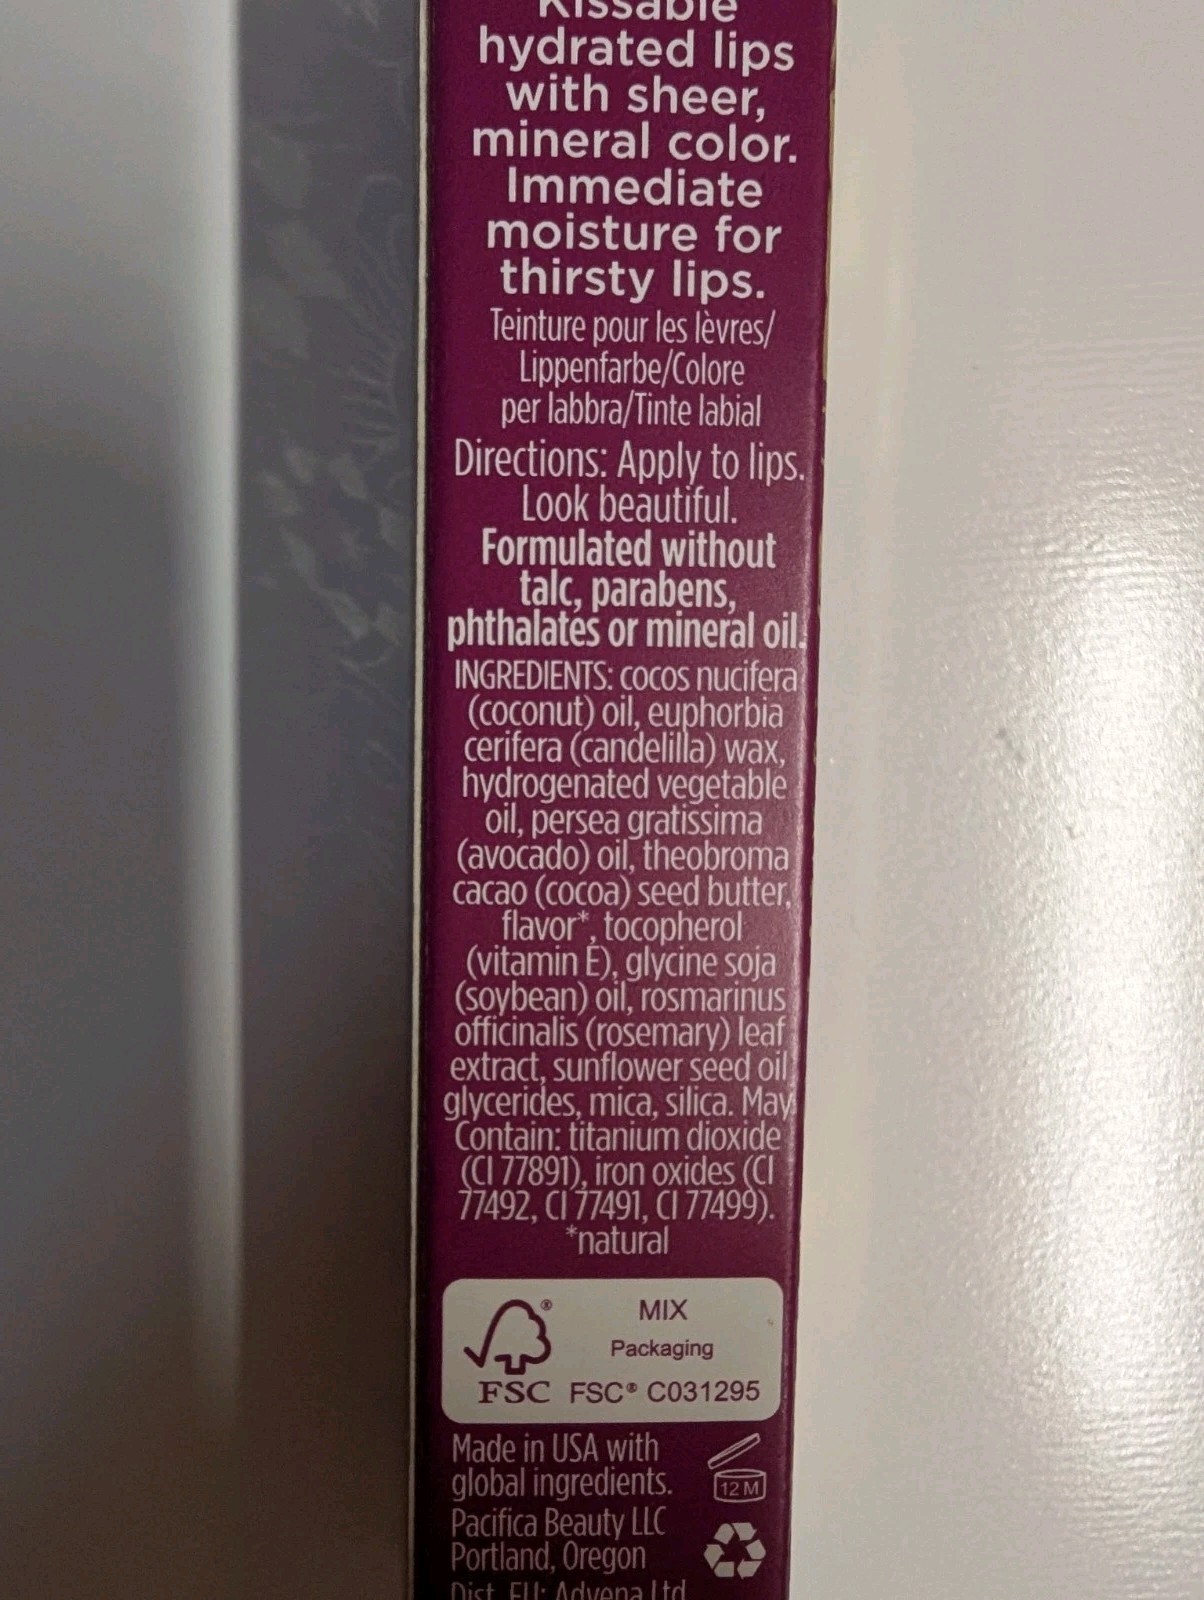 Kissable
hydrated lips
with sheer,
mineral color.
Immediate
moisture for
thirsty lips.
Teinture pour les lèvres/
Lippenfarbe/Colore
per labbra/Tinte labial
Directions: Apply to lips.
Look beautiful.
Formulated without
talc, parabens,
phthalates or mineral oil.
INGREDIENTS: cocos nucifera
(coconut) oil, euphorbia
cerifera (candelilla) wax,
hydrogenated vegetable
oil, persea gratissima
(avocado) oil, theobroma
cacao (cocoa) seed butter,
flavor*, tocopherol
(vitamin E), glycine soja
(soybean) oil, rosmarinus
officinalis (rosemary) leaf
extract, sunflower seed oil
glycerides, mica, silica. May
Contain: titanium dioxide
(CI 77891), iron oxides (CI
77492, CI 77491, CI 77499).
*natural
MIX
Packaging
FSC® C031295
® FSC
Made in USA with
global ingredients.
12 M
Pacifica Beauty LLC
Portland, Oregon
Dist. EU: Advena Ltd